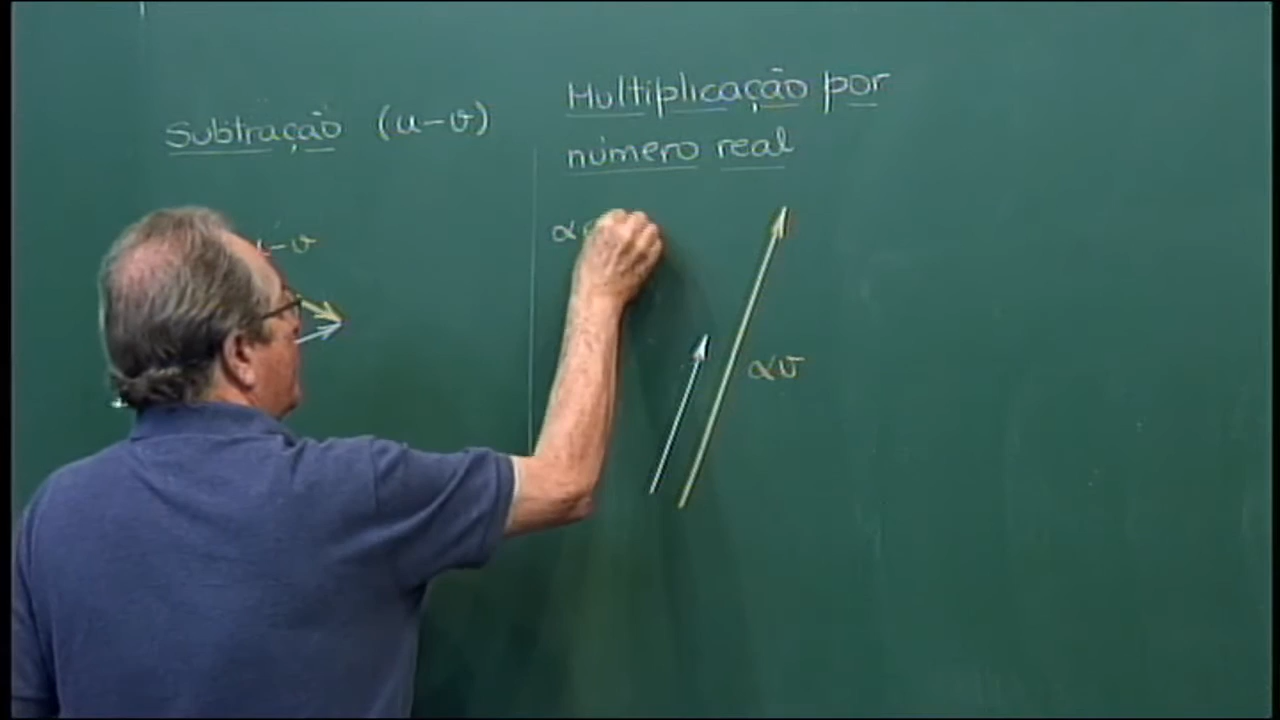 Subtração (u-v)
u-v
Multiplicação por
número real
α
αv